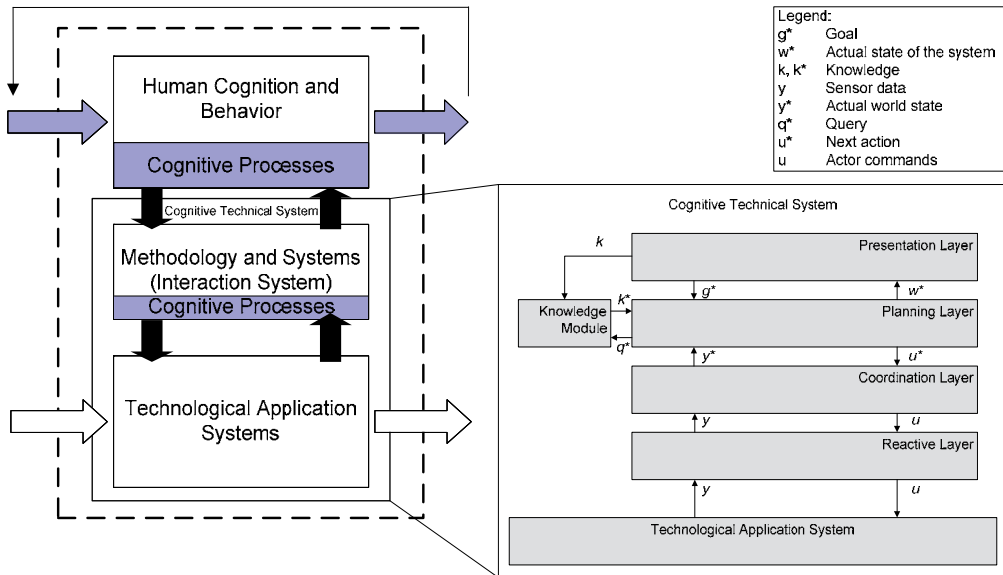 Human Cognition and
Behavior
Cognitive Processes
Cognitive Technical System
Methodology and Systems
(Interaction System)
Cognitive Processes
Technological Application
Systems
Legend:
g* Goal
w* Actual state of the system
k, k* Knowledge
y Sensor data
y* Actual world state
q* Query
u* Next action
u Actor commands
Cognitive Technical System
k
Presentation Layer
g*
w*
Knowledge
Module
k*
q*
Planning Layer
y*
u*
Coordination Layer
y
u
Reactive Layer
y
u
Technological Application System